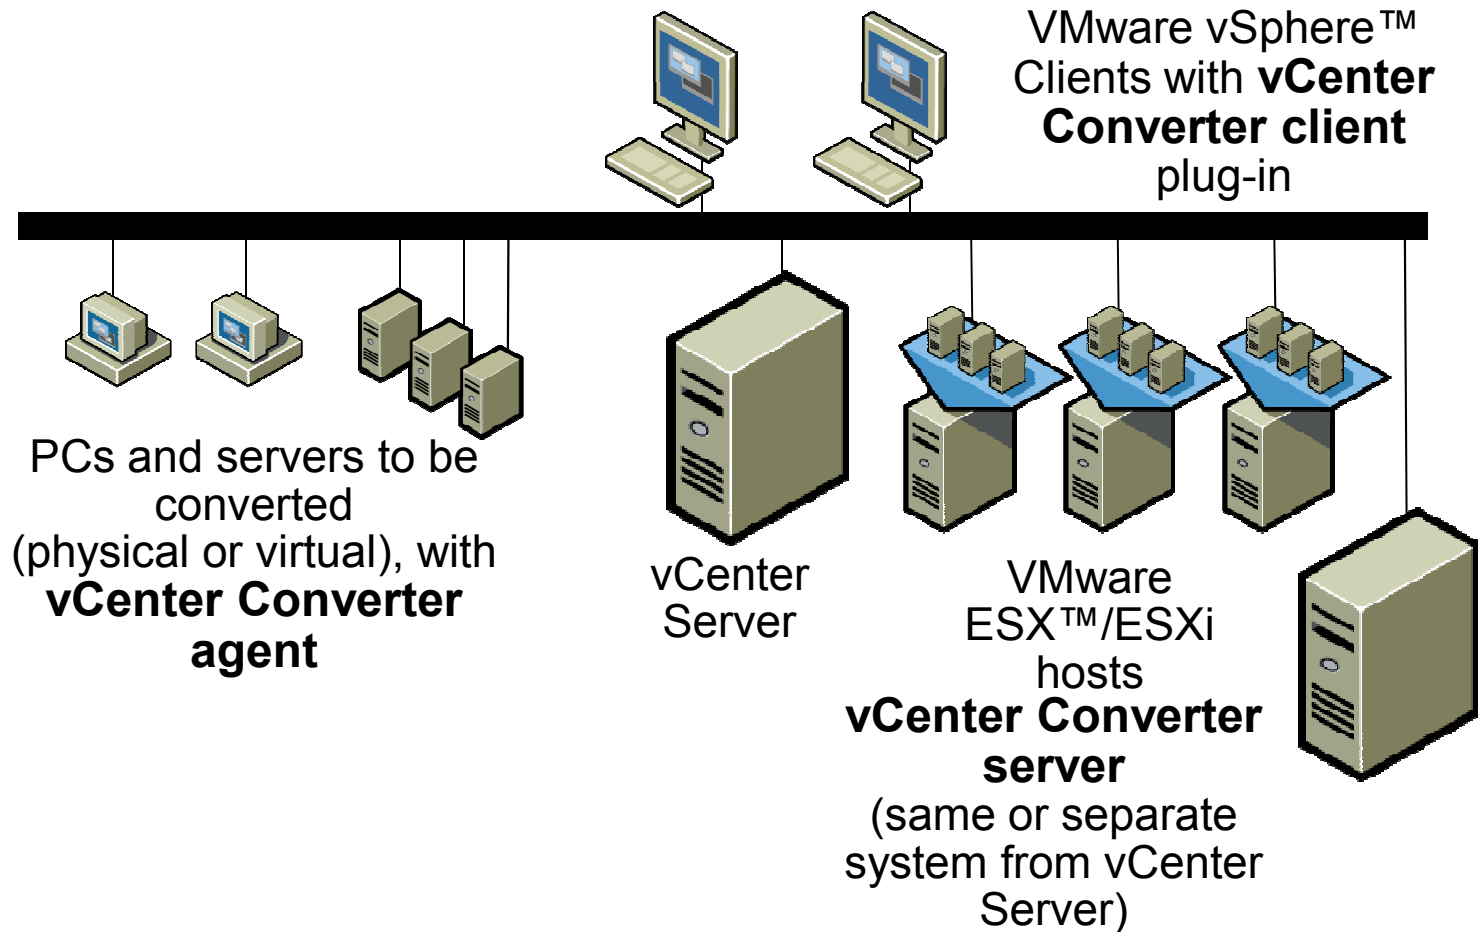 VMware vSphere™
Clients with vCenter
Converter client
plug-in
PCs and servers to be
converted
(physical or virtual), with
vCenter Converter
agent
vCenter
Server
VMware
ESX™/ESXi
hosts
vCenter Converter
server
(same or separate
system from vCenter
Server)